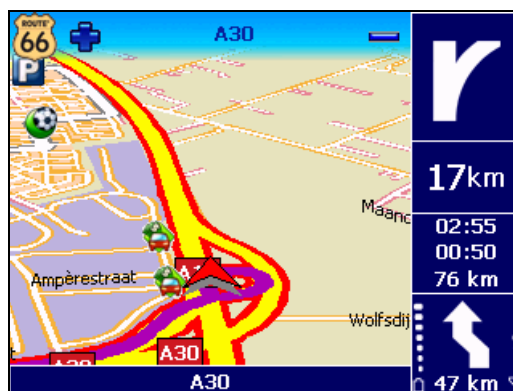 ROUTE
66
A30
P
17km
Maanc
02:55
00:50
76 km
Ampèrestraat
Wolfsdij
A30
A30
47 km
A30